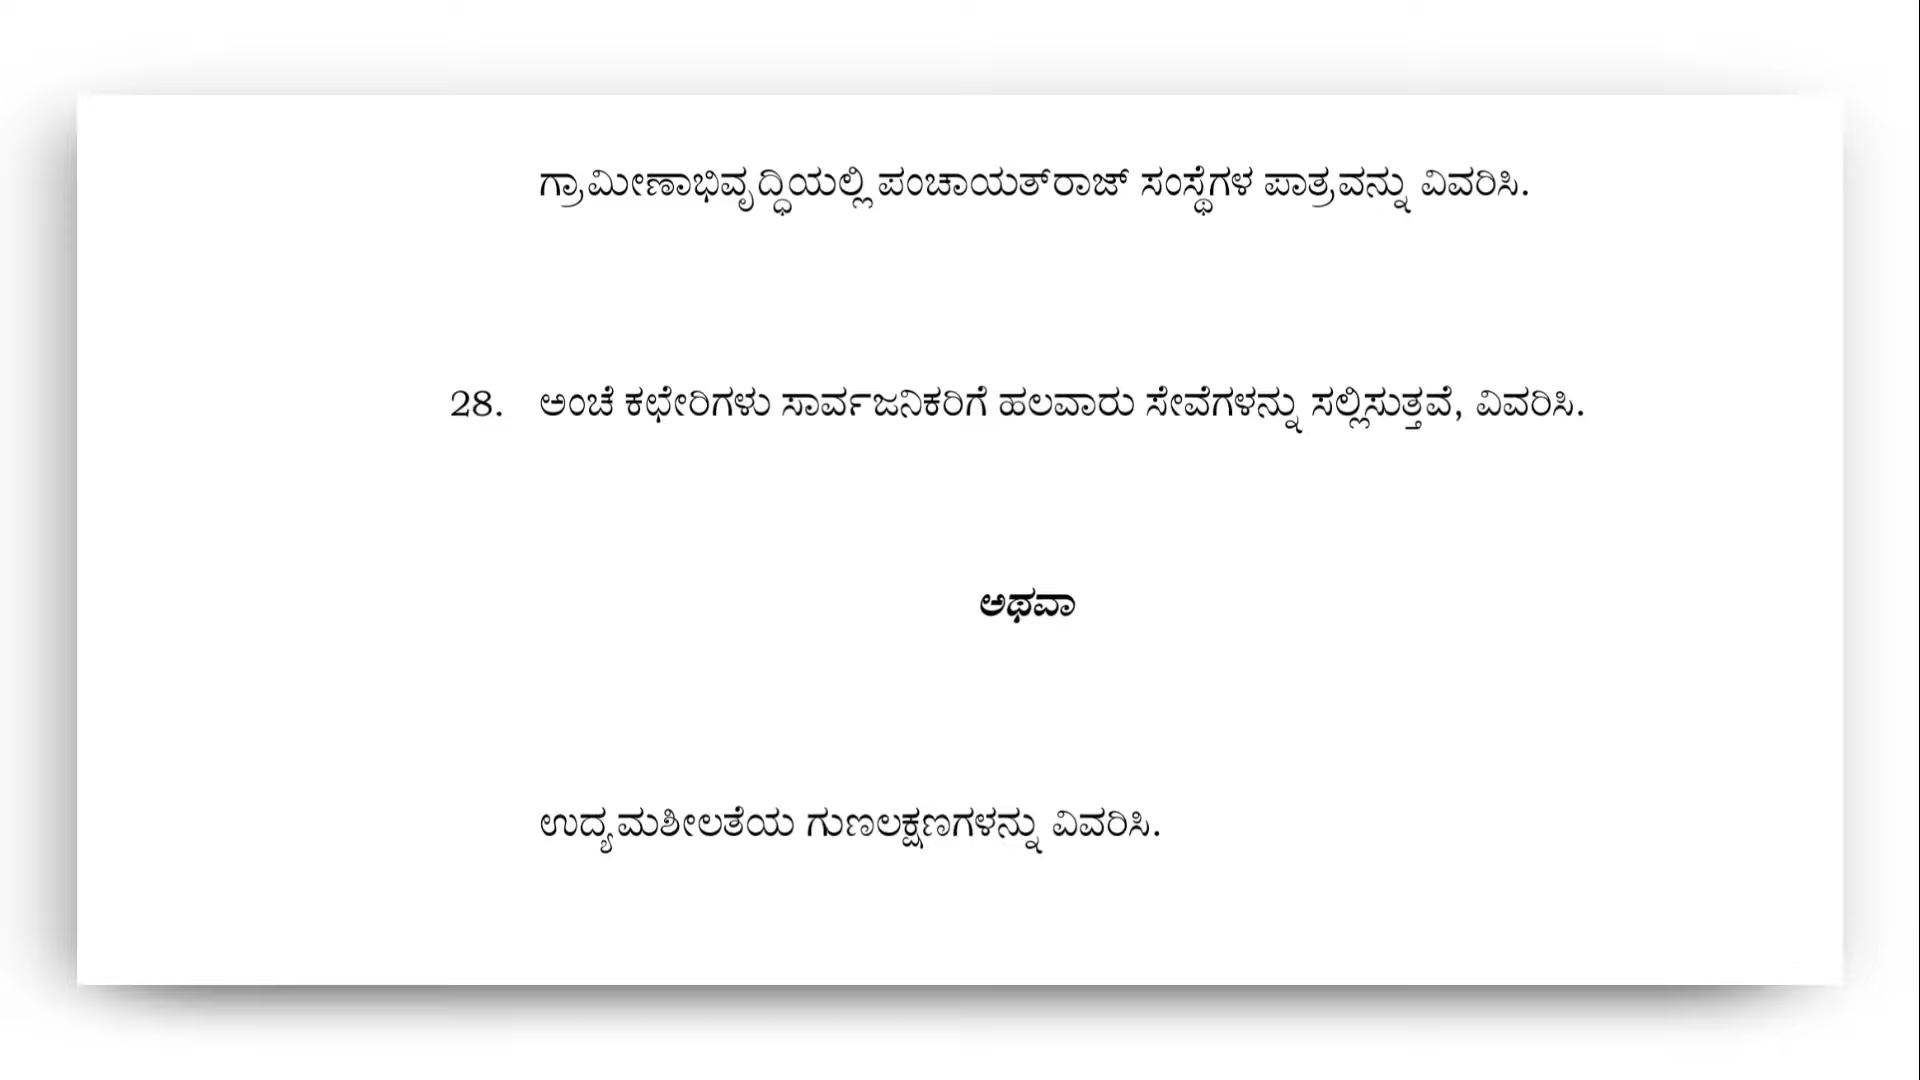 ಗ್ರಾಮೀಣಾಭಿವೃದ್ಧಿಯಲ್ಲಿ ಪಂಚಾಯತ್‌ರಾಜ್ ಸಂಸ್ಥೆಗಳ ಪಾತ್ರವನ್ನು ವಿವರಿಸಿ.
28. ಅಂಚೆ ಕಛೇರಿಗಳು ಸಾರ್ವಜನಿಕರಿಗೆ ಹಲವಾರು ಸೇವೆಗಳನ್ನು ಸಲ್ಲಿಸುತ್ತವೆ, ವಿವರಿಸಿ.
ಅಥವಾ
ಉದ್ಯಮಶೀಲತೆಯ ಗುಣಲಕ್ಷಣಗಳನ್ನು ವಿವರಿಸಿ.